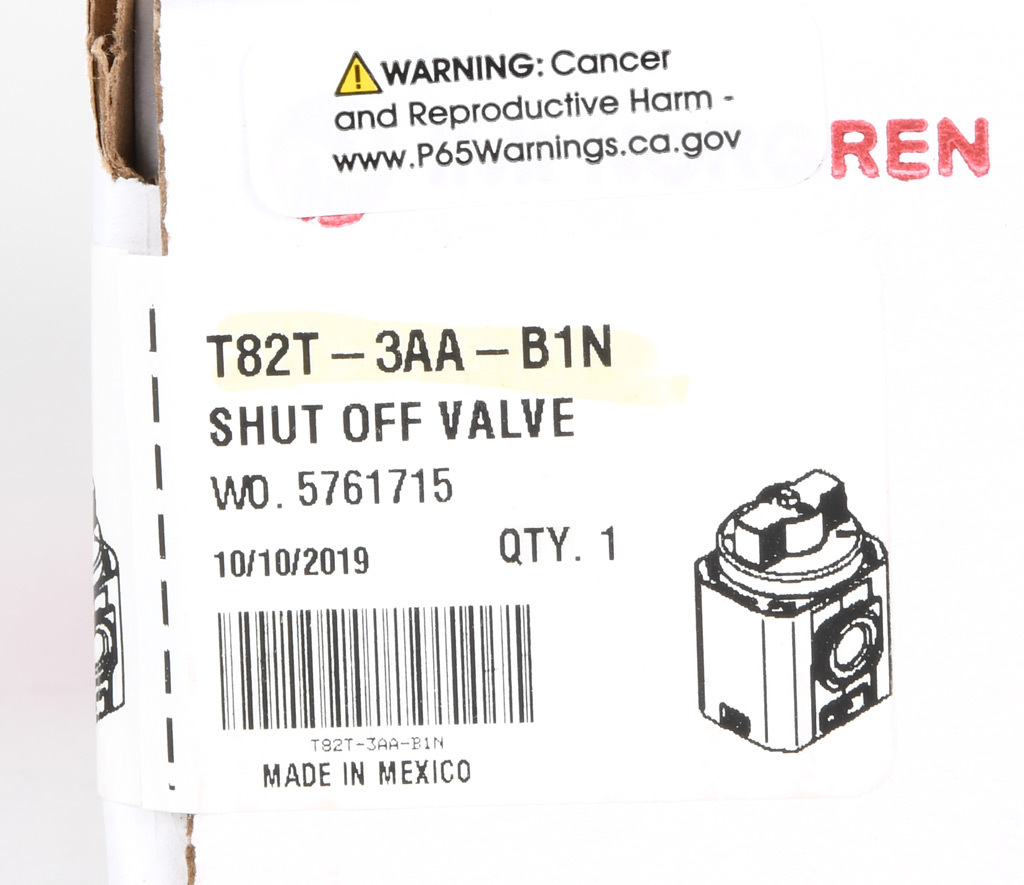 WARNING: Cancer
and Reproductive Harm -
www.P65Warnings.ca.gov
REN
T82T-3AA-B1N
SHUT OFF VALVE
WO. 5761715
10/10/2019
QTY. 1
T82T-3AA-B1N
MADE IN MEXICO